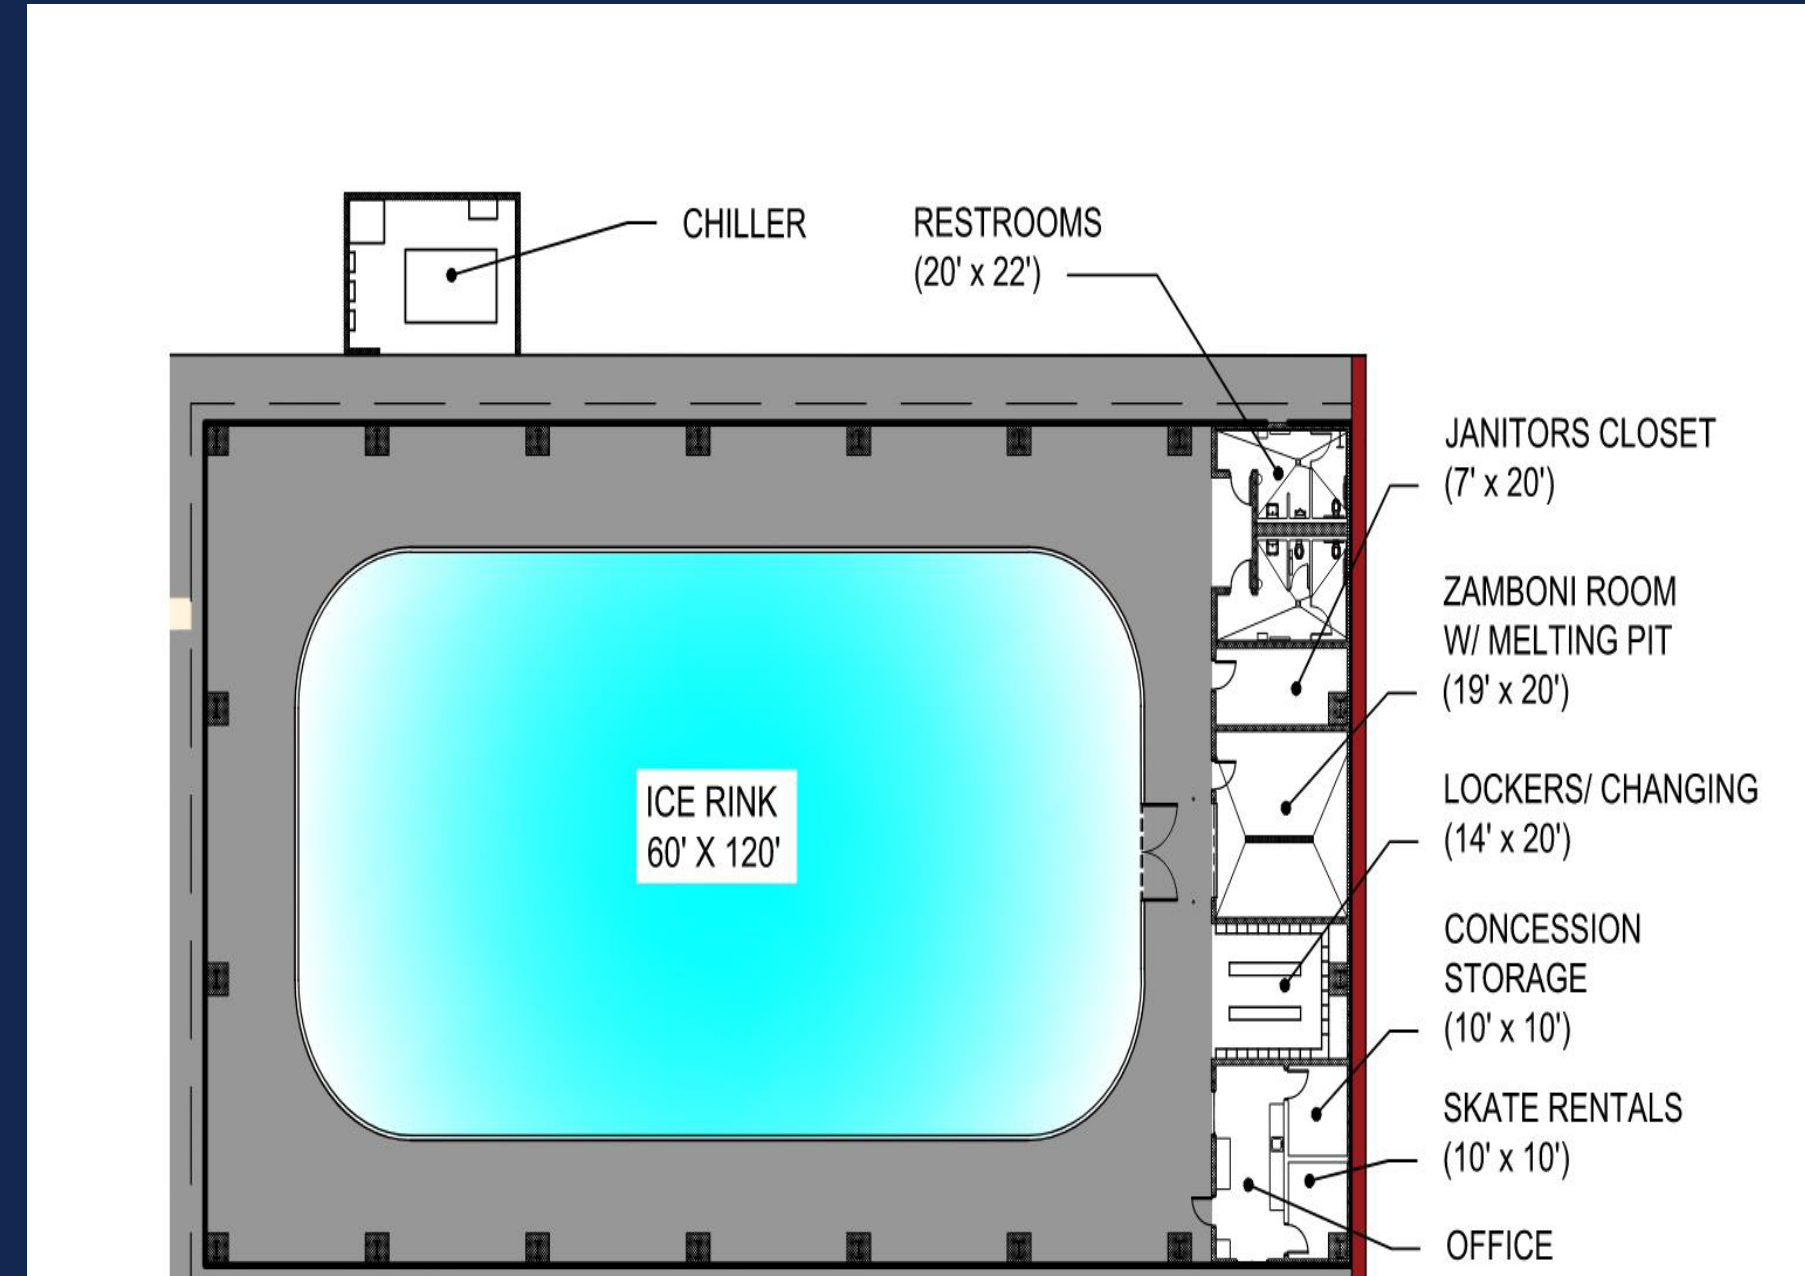 CHILLER
RESTROOMS
(20' x 22')
JANITORS CLOSET
(7' x 20')
ZAMBONI ROOM
W/ MELTING PIT
(19' x 20')
ICE RINK
60' X 120'
LOCKERS/ CHANGING
(14' x 20')
CONCESSION
STORAGE
(10' x 10')
SKATE RENTALS
(10' x 10')
OFFICE